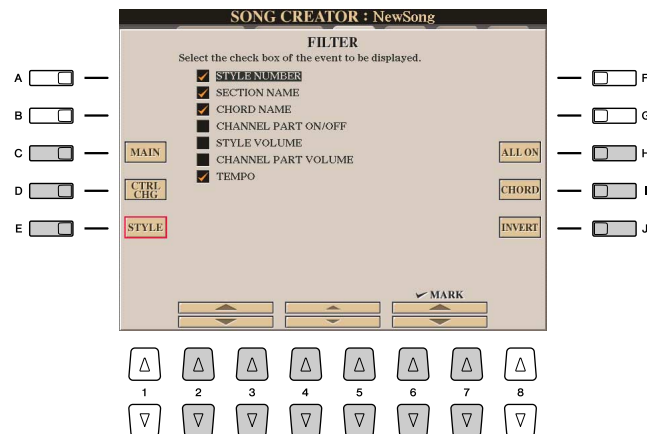 SONG CREATOR : NewSong
FILTER
Select the check box of the event to be displayed.
A
STYLE NUMBER
F
SECTION NAME
B
CHORD NAME
G
CHANNEL PART ON/OFF
STYLE VOLUME
C
MAIN
CHANNEL PART VOLUME
ALL ON
H
TEMPO
D
CTRL
CHG
CHORD
I
E
STYLE
INVERT
J
MARK
1 2 3 4 5 6 7 8